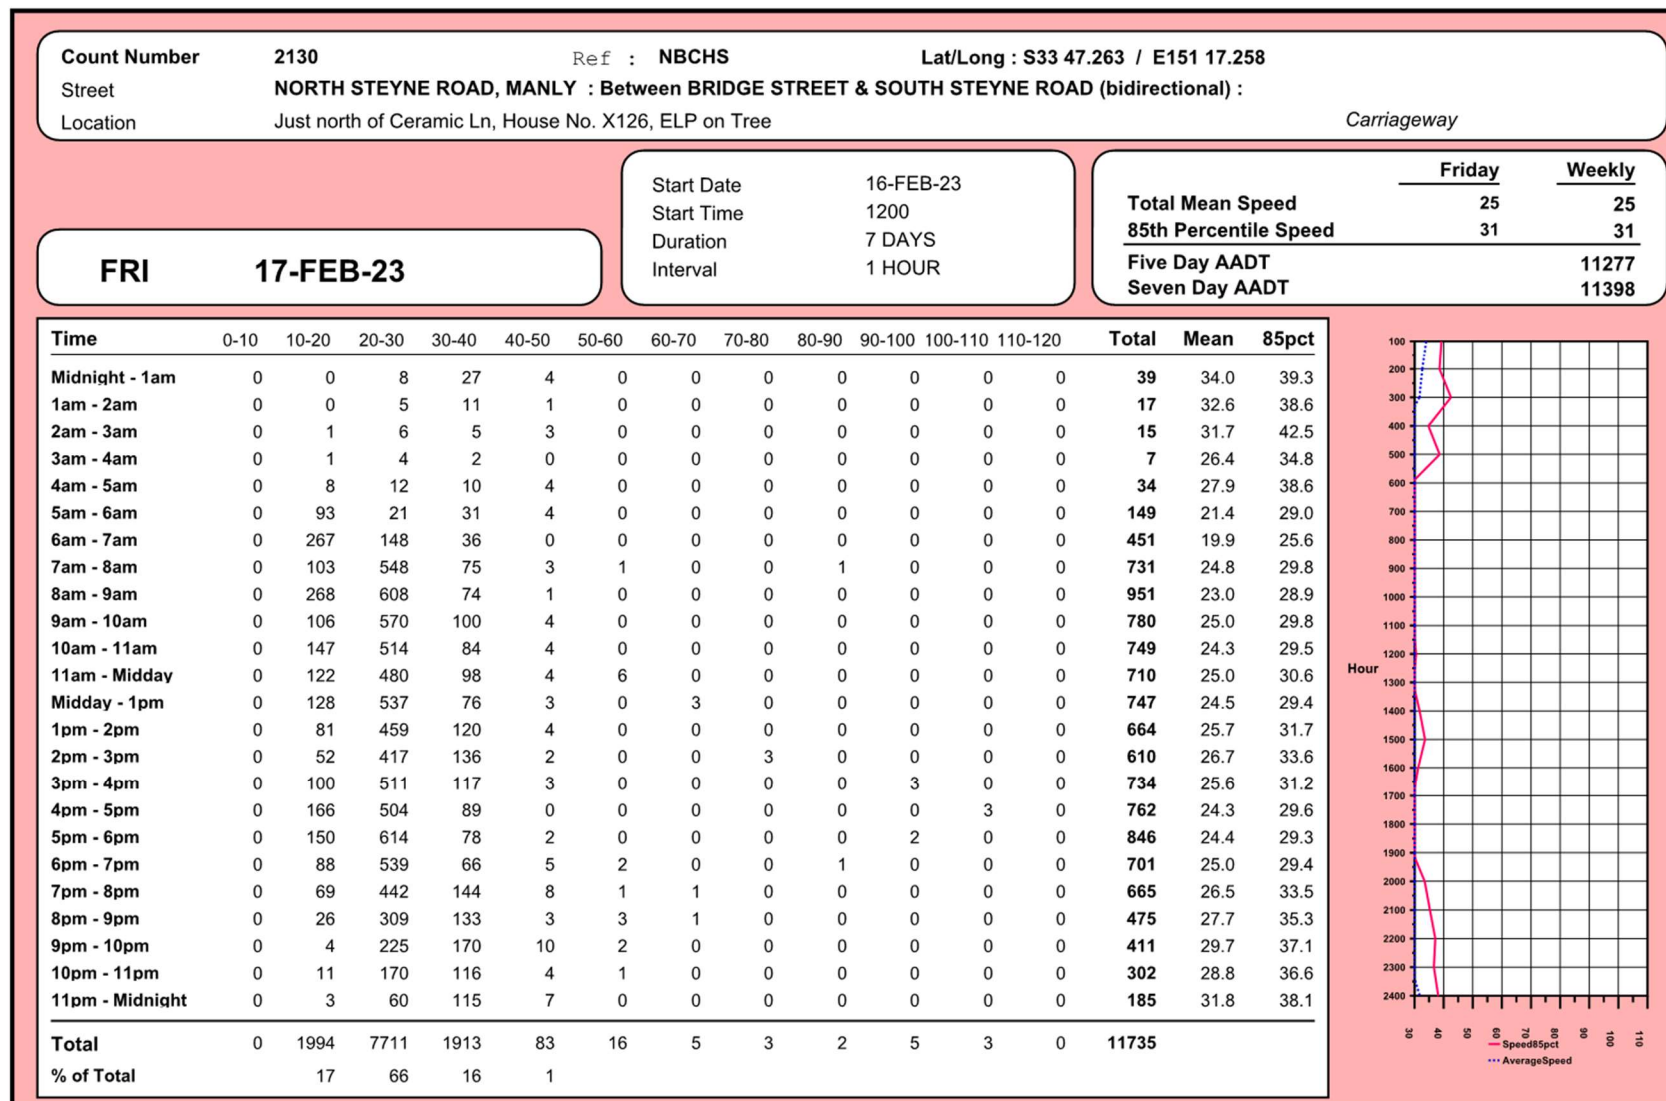 Count Number 2130 Ref : NBCHS Lat/Long : S33 47.263 / E151 17.258
Street NORTH STEYNE ROAD, MANLY : Between BRIDGE STREET & SOUTH STEYNE ROAD (bidirectional) :
Location Just north of Ceramic Ln, House No. X126, ELP on Tree Carriageway
FRI 17-FEB-23
Start Date 16-FEB-23
Start Time 1200
Duration 7 DAYS
Interval 1 HOUR
Friday Weekly
Total Mean Speed 25 25
85th Percentile Speed 31 31
Five Day AADT 11277
Seven Day AADT 11398
Time 0-10 10-20 20-30 30-40 40-50 50-60 60-70 70-80 80-90 90-100 100-110 110-120 Total Mean 85pct
Midnight - 1am 0 0 8 27 4 0 0 0 0 0 0 0 39 34.0 39.3
1am - 2am 0 0 5 11 1 0 0 0 0 0 0 0 17 32.6 38.6
2am - 3am 0 1 6 5 3 0 0 0 0 0 0 0 15 31.7 42.5
3am - 4am 0 1 4 2 0 0 0 0 0 0 0 0 7 26.4 34.8
4am - 5am 0 8 12 10 4 0 0 0 0 0 0 0 34 27.9 38.6
5am - 6am 0 93 21 31 4 0 0 0 0 0 0 0 149 21.4 29.0
6am - 7am 0 267 148 36 0 0 0 0 0 0 0 0 451 19.9 25.6
7am - 8am 0 103 548 75 3 1 0 0 1 0 0 0 731 24.8 29.8
8am - 9am 0 268 608 74 1 0 0 0 0 0 0 0 951 23.0 28.9
9am - 10am 0 106 570 100 4 0 0 0 0 0 0 0 780 25.0 29.8
10am - 11am 0 147 514 84 4 0 0 0 0 0 0 0 749 24.3 29.5
11am - Midday 0 122 480 98 4 6 0 0 0 0 0 0 710 25.0 30.6
Midday - 1pm 0 128 537 76 3 0 3 0 0 0 0 0 747 24.5 29.4
1pm - 2pm 0 81 459 120 4 0 0 0 0 0 0 0 664 25.7 31.7
2pm - 3pm 0 52 417 136 2 0 0 3 0 0 0 0 610 26.7 33.6
3pm - 4pm 0 100 511 117 3 0 0 0 0 3 0 0 734 25.6 31.2
4pm - 5pm 0 166 504 89 0 0 0 0 0 0 3 0 762 24.3 29.6
5pm - 6pm 0 150 614 78 2 0 0 0 0 2 0 0 846 24.4 29.3
6pm - 7pm 0 88 539 66 5 2 0 0 1 0 0 0 701 25.0 29.4
7pm - 8pm 0 69 442 144 8 1 1 0 0 0 0 0 665 26.5 33.5
8pm - 9pm 0 26 309 133 3 3 1 0 0 0 0 0 475 27.7 35.3
9pm - 10pm 0 4 225 170 10 2 0 0 0 0 0 0 411 29.7 37.1
10pm - 11pm 0 11 170 116 4 1 0 0 0 0 0 0 302 28.8 36.6
11pm - Midnight 0 3 60 115 7 0 0 0 0 0 0 0 185 31.8 38.1
Total 0 1994 7711 1913 83 16 5 3 2 5 3 0 11735
% of Total 17 66 16 1
100
200
300
400
500
600
700
800
900
1000
1100
1200
Hour
1300
1400
1500
1600
1700
1800
1900
2000
2100
2200
2300
2400
30 40 50 60 70 80 90 100 110
Speed85pct
AverageSpeed